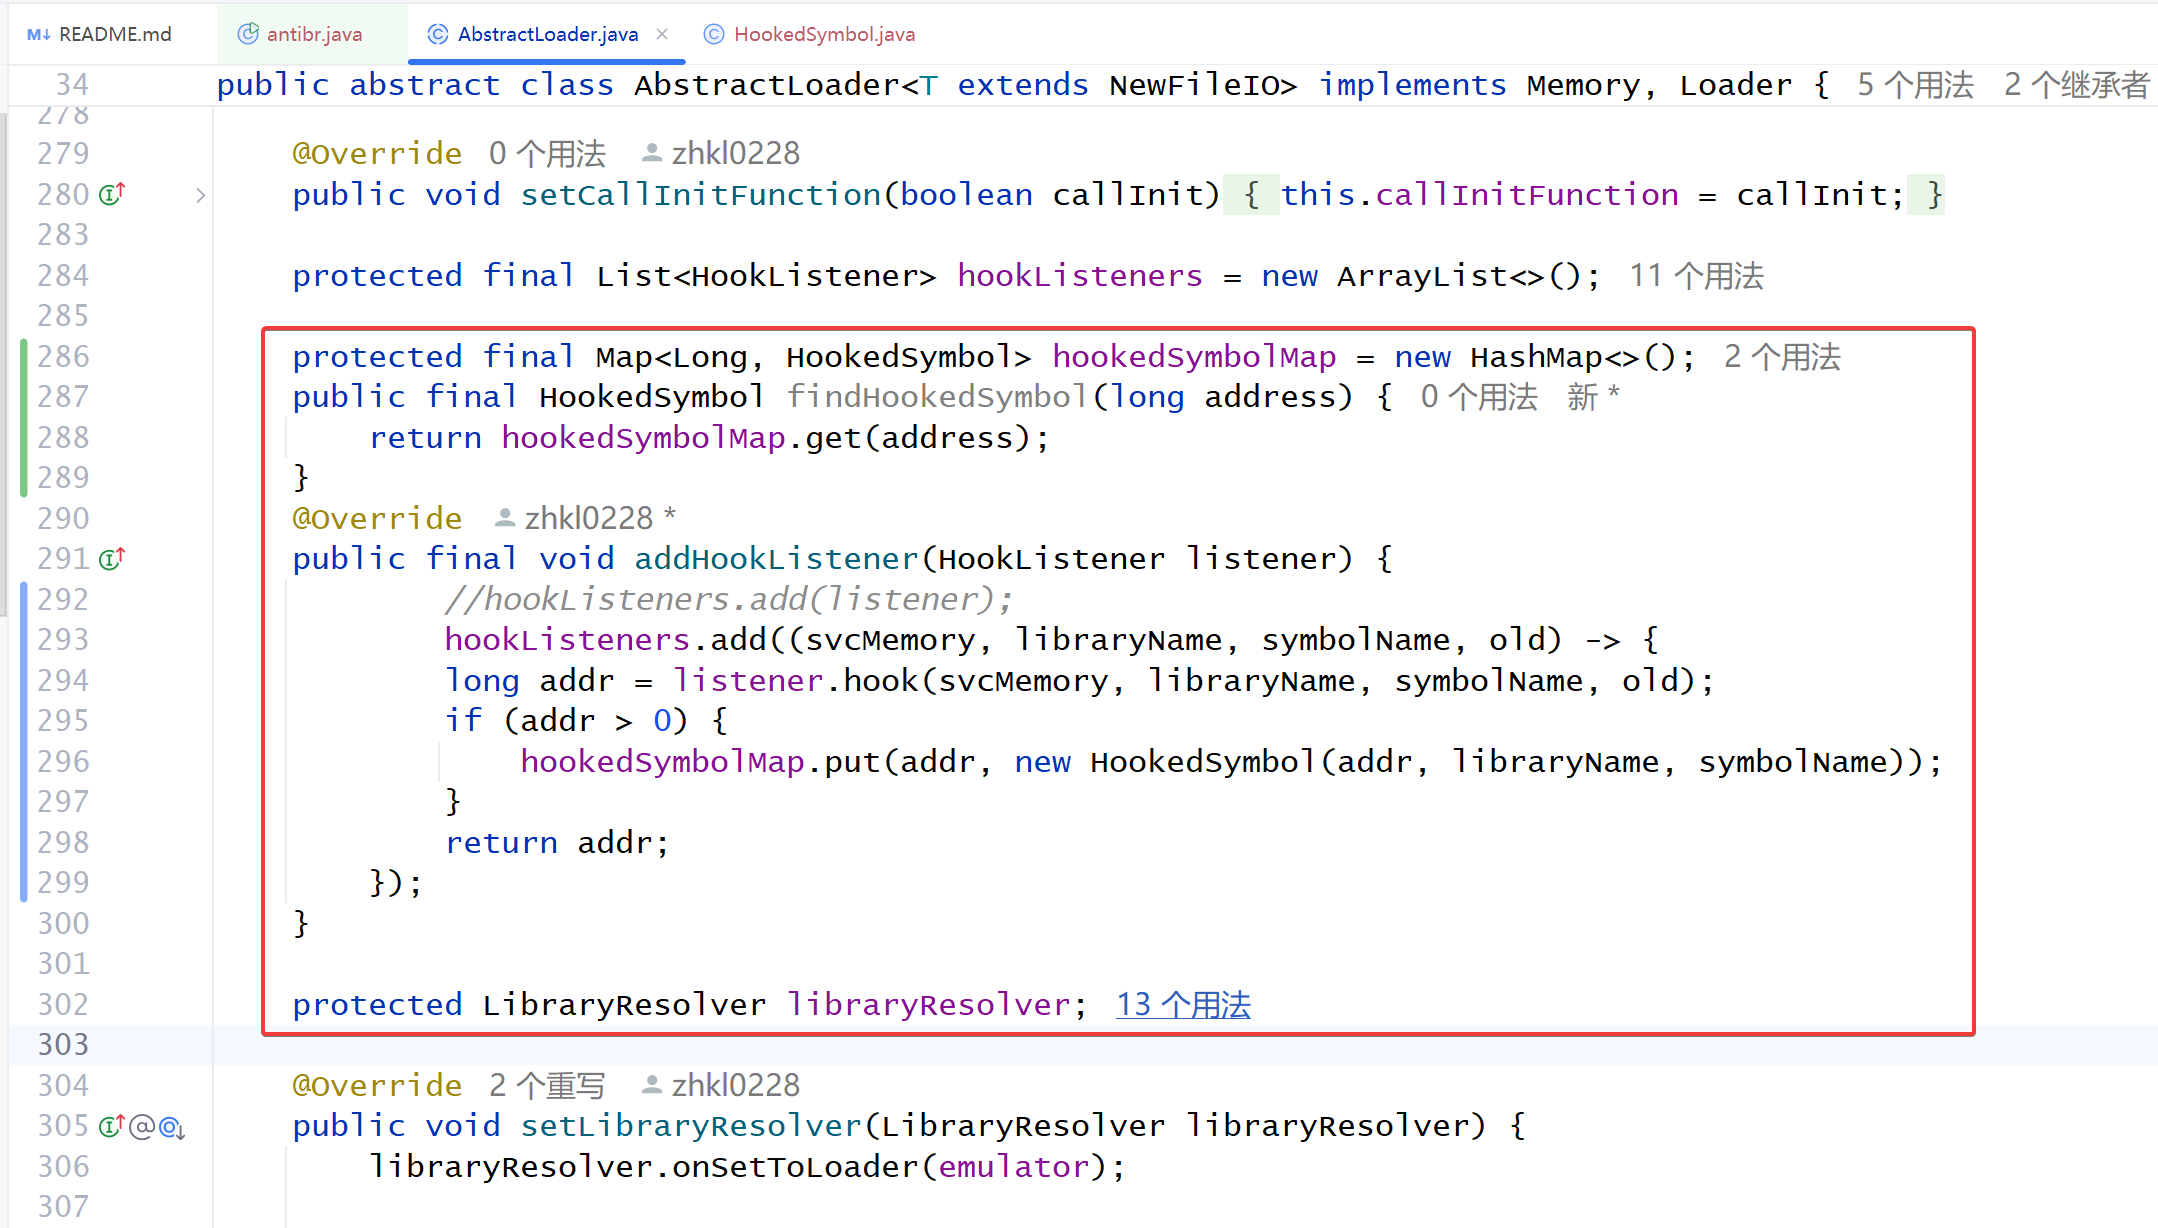 M↓ README.md antibr.java AbstractLoader.java × HookedSymbol.java
34 public abstract class AbstractLoader<T extends NewFileIO> implements Memory, Loader { 5 个用法 2 个继承者
278
279 @Override 0 个用法 zhkl0228
280 public void setCallInitFunction(boolean callInit) { this.callInitFunction = callInit; }
283
284 protected final List<HookListener> hookListeners = new ArrayList<>(); 11 个用法
285
286 protected final Map<Long, HookedSymbol> hookedSymbolMap = new HashMap<>(); 2 个用法
287 public final HookedSymbol findHookedSymbol(long address) { 0 个用法 新 *
288 return hookedSymbolMap.get(address);
289 }
290 @Override zhkl0228 *
291 public final void addHookListener(HookListener listener) {
292 //hookListeners.add(listener);
293 hookListeners.add((svcMemory, libraryName, symbolName, old) -> {
294 long addr = listener.hook(svcMemory, libraryName, symbolName, old);
295 if (addr > 0) {
296 hookedSymbolMap.put(addr, new HookedSymbol(addr, libraryName, symbolName));
297 }
298 return addr;
299 });
300 }
301
302 protected LibraryResolver libraryResolver; 13 个用法
303
304 @Override 2 个重写 zhkl0228
305 public void setLibraryResolver(LibraryResolver libraryResolver) {
306 libraryResolver.onSetToLoader(emulator);
307